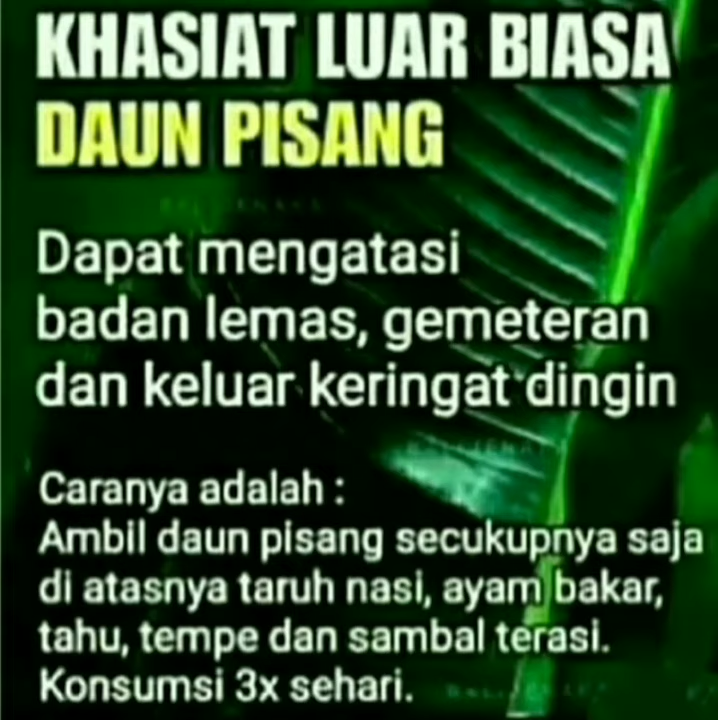 KHASIAT LUAR BIASA
DAUN PISANG
Dapat mengatasi
badan lemas, gemeteran
dan keluar keringat dingin
Caranya adalah :
Ambil daun pisang secukupnya saja
di atasnya taruh nasi, ayam bakar,
tahu, tempe dan sambal terasi.
Konsumsi 3x sehari.